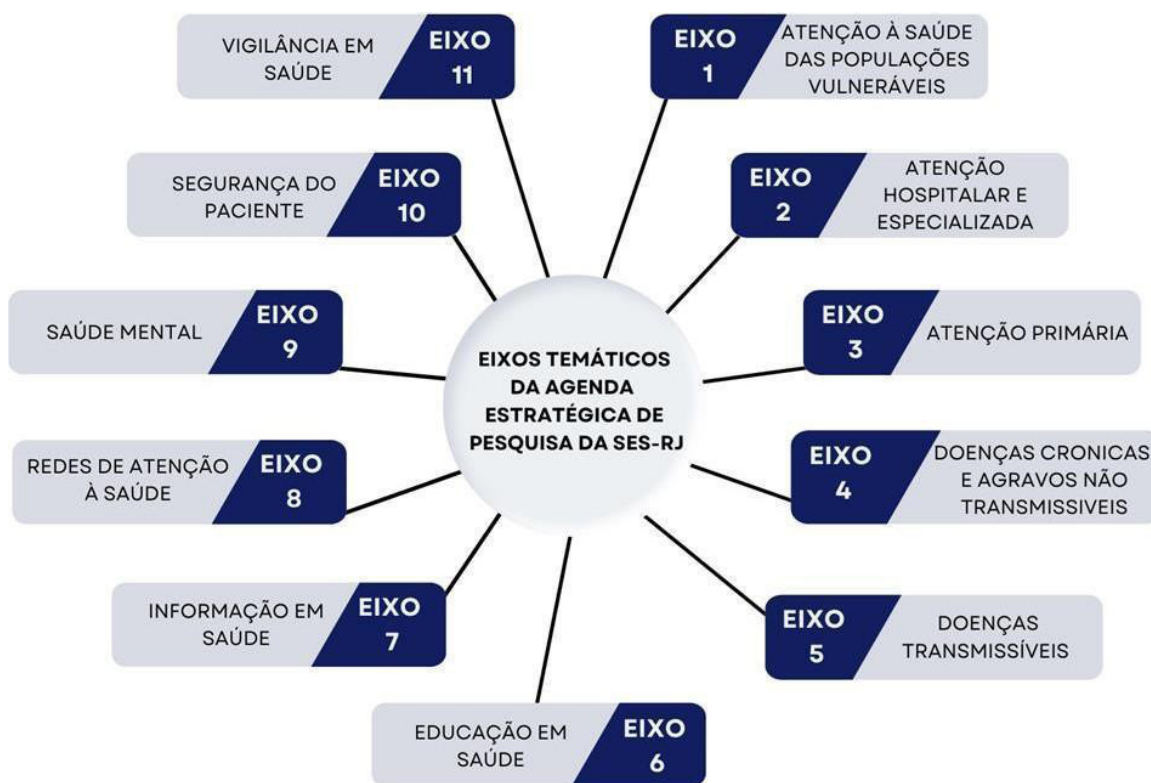 EIXOS TEMÁTICOS
DA AGENDA
ESTRATÉGICA DE
PESQUISA DA SES-RJ
EIXO
1
ATENÇÃO À SAÚDE
DAS POPULAÇÕES
VULNERÁVEIS
EIXO
2
ATENÇÃO
HOSPITALAR E
ESPECIALIZADA
EIXO
3
ATENÇÃO PRIMÁRIA
EIXO
4
DOENÇAS CRONICAS
E AGRAVOS NÃO
TRANSMISSIVEIS
EIXO
5
DOENÇAS
TRANSMISSÍVEIS
EIXO
6
EDUCAÇÃO EM
SAÚDE
EIXO
7
INFORMAÇÃO EM
SAÚDE
EIXO
8
REDES DE ATENÇÃO
À SAÚDE
EIXO
9
SAÚDE MENTAL
EIXO
10
SEGURANÇA DO
PACIENTE
EIXO
11
VIGILÂNCIA EM
SAÚDE